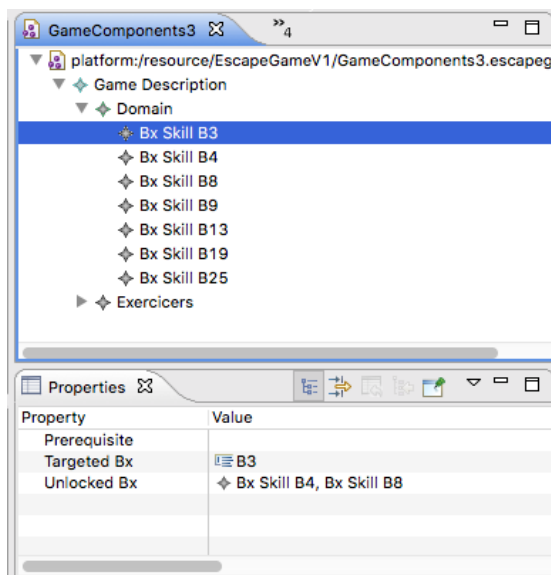 GameComponents3
4
platform:/resource/EscapeGameV1/GameComponents3.escapeg
Game Description
Domain
Bx Skill B3
Bx Skill B4
Bx Skill B8
Bx Skill B9
Bx Skill B13
Bx Skill B19
Bx Skill B25
Exercicers
Properties
Property Value
Prerequisite
Targeted Bx B3
Unlocked Bx Bx Skill B4, Bx Skill B8